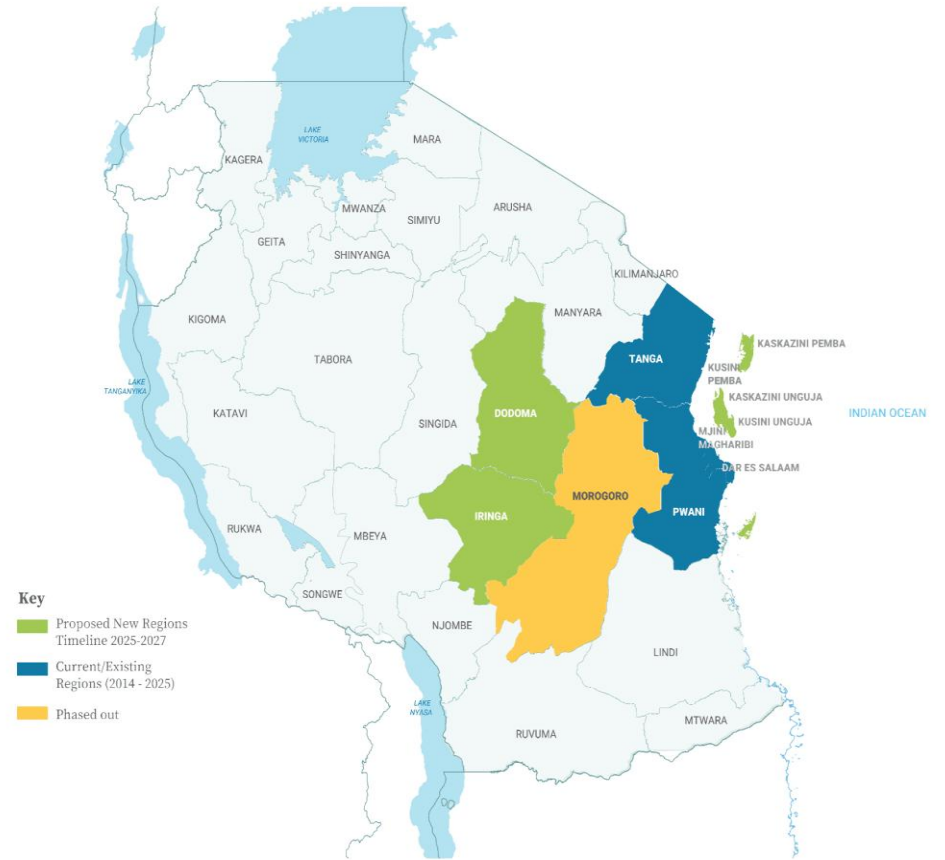 LAKE
VICTORIA
MARA
KAGERA
MWANZA
SIMIYU
ARUSHA
GEITA
SHINYANGA
KILIMANJARO
KIGOMA
MANYARA
TABORA
TANGA
KASKAZINI PEMBA
KUSINI
PEMBA
LAKE
TANGANYIKA
KATAVI
SINGIDA
DODOMA
KASKAZINI UNGUJA
INDIAN OCEAN
KUSINI UNGUJA
MJINI
MAGHARIBI
DAR ES SALAAM
MOROGORO
IRINGA
PWANI
RUKWA
MBEYA
SONGWE
NJOMBE
LINDI
LAKE
NYASA
RUVUMA
MTWARA
Key
Proposed New Regions
Timeline 2025-2027
Current/Existing
Regions (2014 - 2025)
Phased out